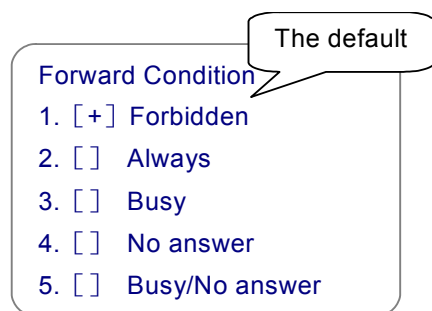 The default
Forward Condition
1. [+] Forbidden
2. [ ] Always
3. [ ] Busy
4. [ ] No answer
5. [ ] Busy/No answer